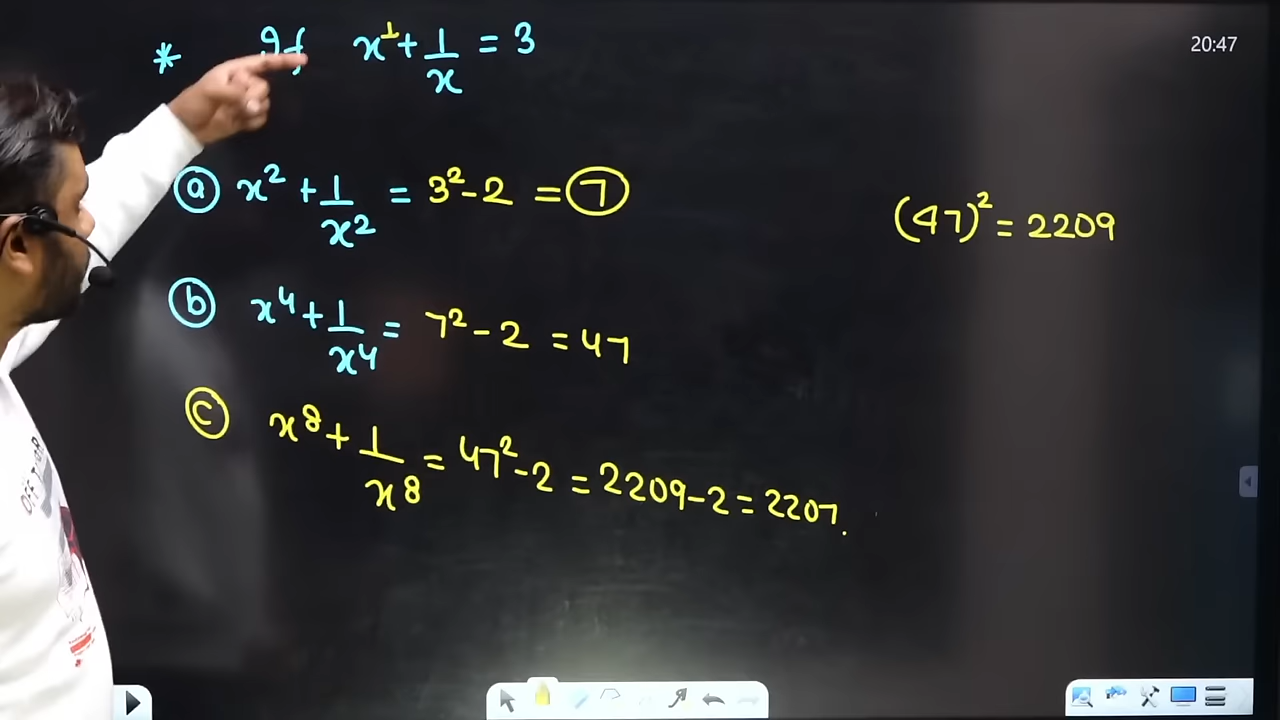 * If x¹ + 1/x = 3
20:47
(a) x² + 1/x² = 3² - 2 = 7
(47)² = 2209
(b) x⁴ + 1/x⁴ = 7² - 2 = 47
(c) x⁸ + 1/x⁸ = 47² - 2 = 2209 - 2 = 2207.